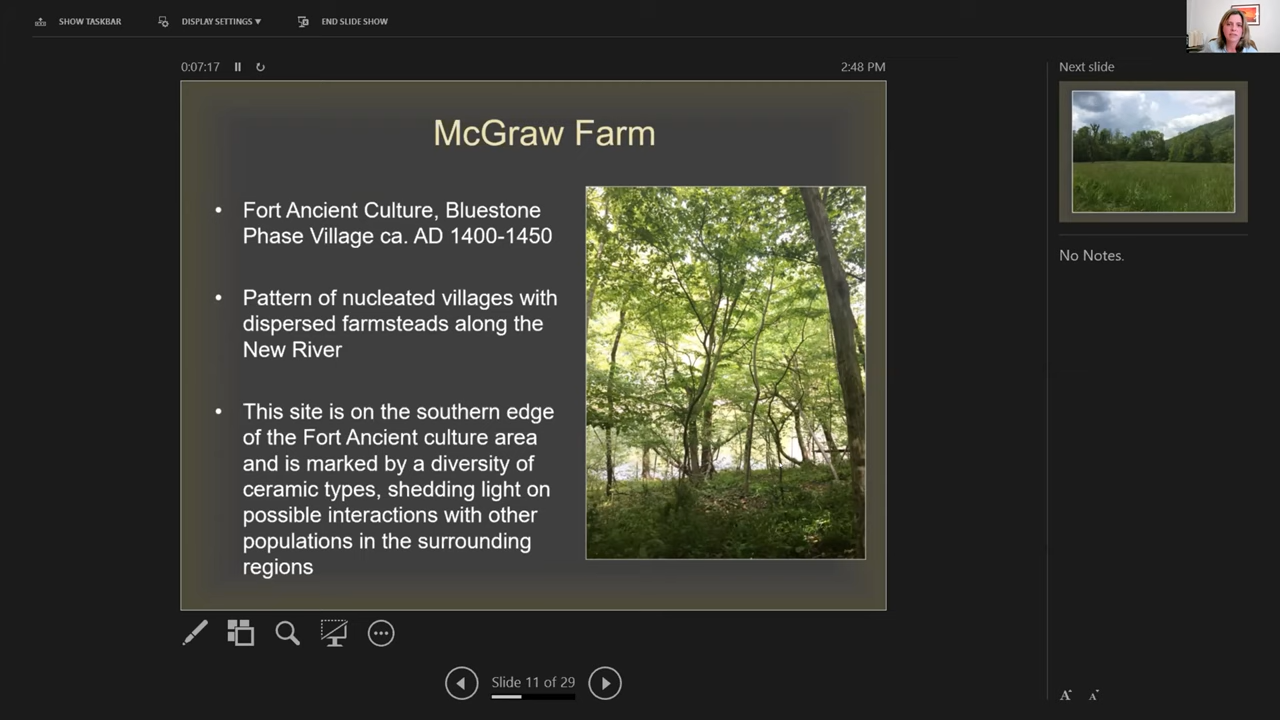 SHOW TASKBAR
DISPLAY SETTINGS ▼
END SLIDE SHOW
0:07:17
2:48 PM
Next slide
McGraw Farm
• Fort Ancient Culture, Bluestone
Phase Village ca. AD 1400-1450
• Pattern of nucleated villages with
dispersed farmsteads along the
New River
• This site is on the southern edge
of the Fort Ancient culture area
and is marked by a diversity of
ceramic types, shedding light on
possible interactions with other
populations in the surrounding
regions
No Notes.
Slide 11 of 29
A A